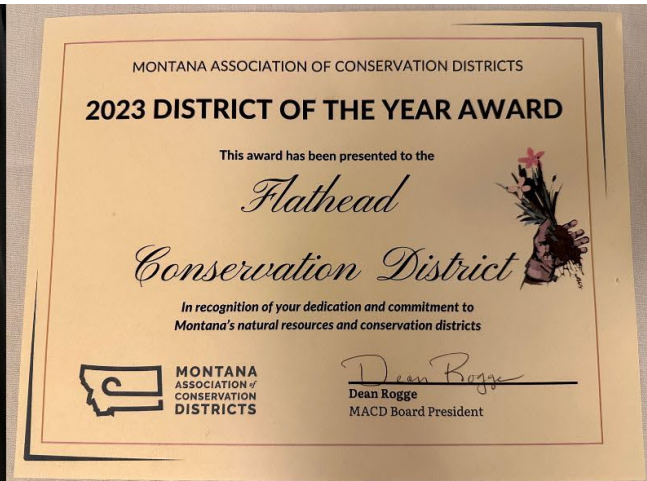 MONTANA ASSOCIATION OF CONSERVATION DISTRICTS
2023 DISTRICT OF THE YEAR AWARD
This award has been presented to the
Flathead
Conservation District
In recognition of your dedication and commitment to
Montana's natural resources and conservation districts
MONTANA
ASSOCIATION of
CONSERVATION
DISTRICTS
Dean Rogge
Dean Rogge
MACD Board President